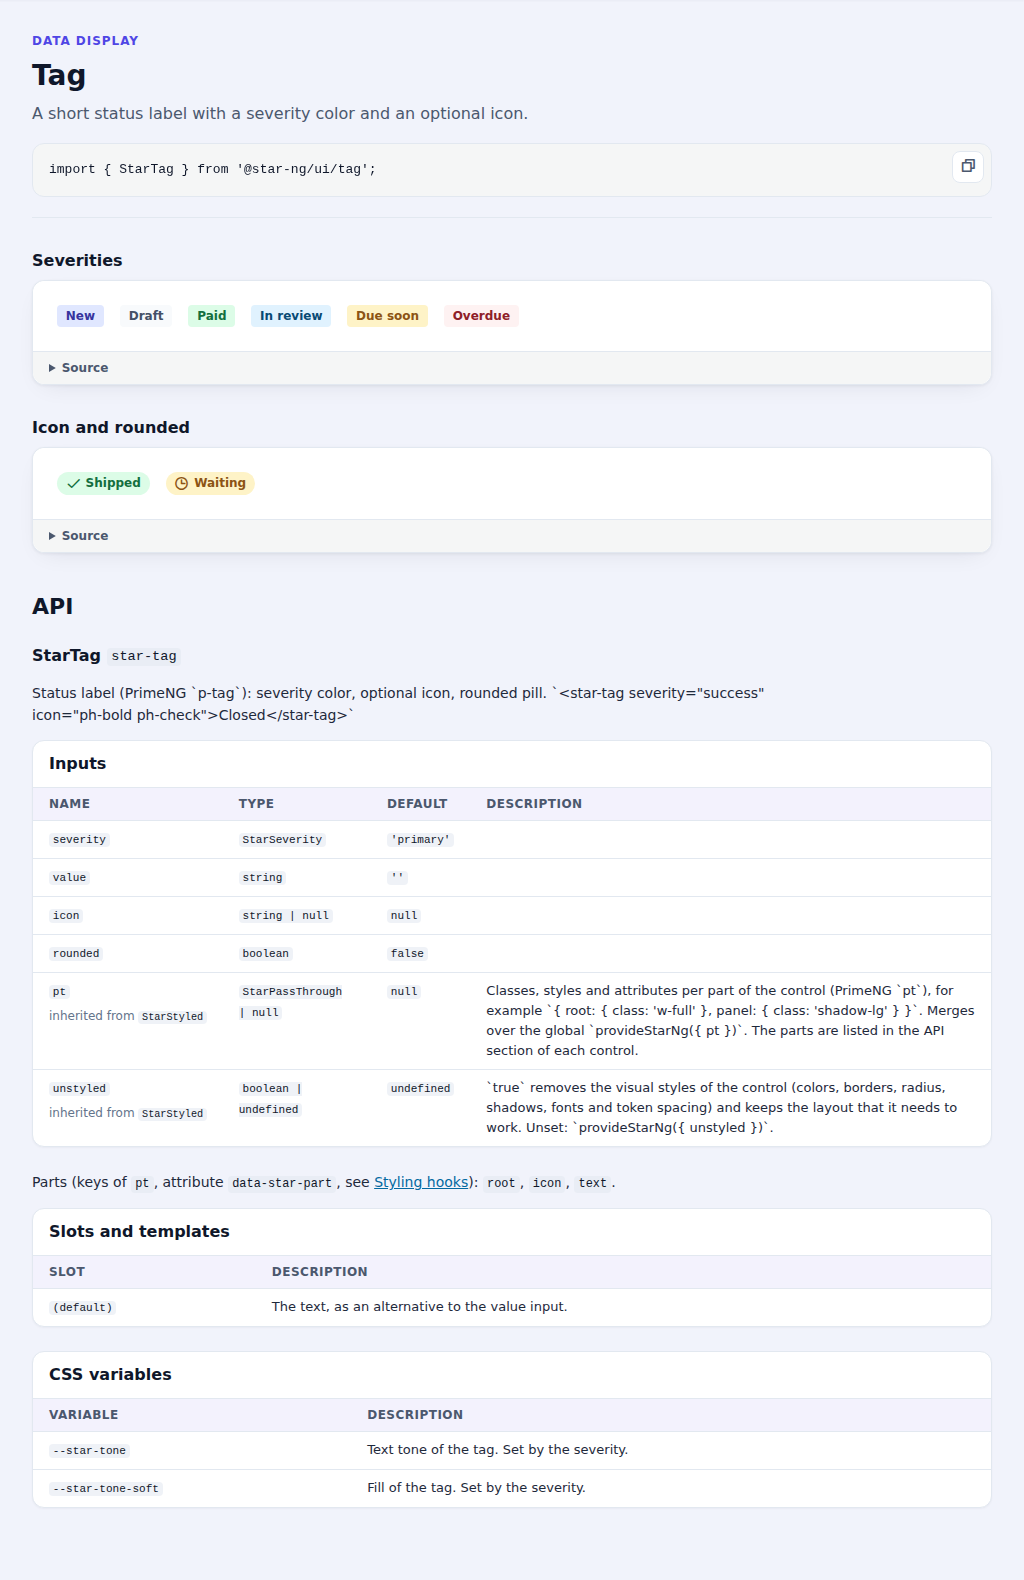 DATA DISPLAY
Tag
A short status label with a severity color and an optional icon.
import { StarTag } from '@star-ng/ui/tag';
Severities
New Draft Paid In review Due soon Overdue
Source
Icon and rounded
Shipped Waiting
Source
API
StarTag star-tag
Status label (PrimeNG `p-tag`): severity color, optional icon, rounded pill. `<star-tag severity="success"
icon="ph-bold ph-check">Closed</star-tag>`
Inputs
NAME TYPE DEFAULT DESCRIPTION
severity StarSeverity 'primary'
value string ''
icon string | null null
rounded boolean false
pt StarPassThrough null Classes, styles and attributes per part of the control (PrimeNG `pt`), for
inherited from StarStyled | null example `{ root: { class: 'w-full' }, panel: { class: 'shadow-lg' } }`. Merges
over the global `provideStarNg({ pt })`. The parts are listed in the API
section of each control.
unstyled boolean | undefined `true` removes the visual styles of the control (colors, borders, radius,
inherited from StarStyled undefined shadows, fonts and token spacing) and keeps the layout that it needs to
work. Unset: `provideStarNg({ unstyled })`.
Parts (keys of pt, attribute data-star-part, see Styling hooks): root, icon, text.
Slots and templates
SLOT DESCRIPTION
(default) The text, as an alternative to the value input.
CSS variables
VARIABLE DESCRIPTION
--star-tone Text tone of the tag. Set by the severity.
--star-tone-soft Fill of the tag. Set by the severity.